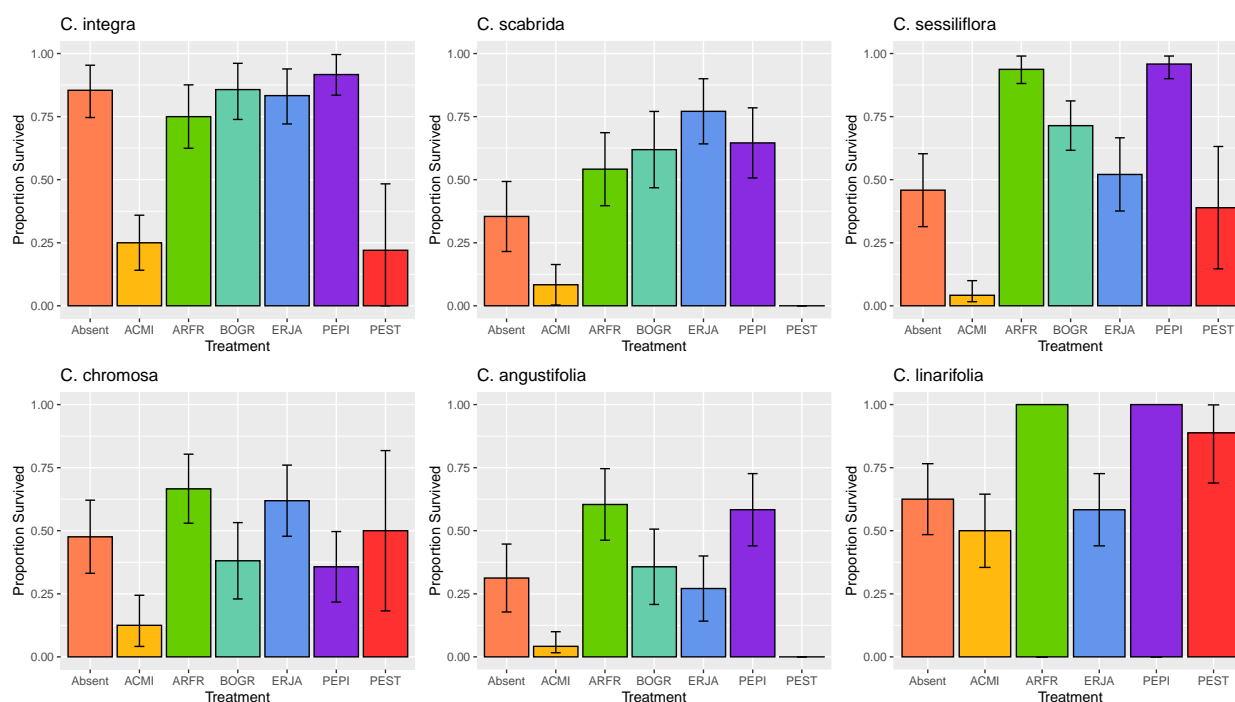 C. integra
C. scabrida
C. sessiliflora
Proportion Survived
1.00
0.75
0.50
0.25
0.00
Absent ACMI ARFR BOGR ERJA PEPI PEST
Treatment
Proportion Survived
1.00
0.75
0.50
0.25
0.00
Absent ACMI ARFR BOGR ERJA PEPI PEST
Treatment
Proportion Survived
1.00
0.75
0.50
0.25
0.00
Absent ACMI ARFR BOGR ERJA PEPI PEST
Treatment
C. chromosa
C. angustifolia
C. linarifolia
Proportion Survived
1.00
0.75
0.50
0.25
0.00
Absent ACMI ARFR BOGR ERJA PEPI PEST
Treatment
Proportion Survived
1.00
0.75
0.50
0.25
0.00
Absent ACMI ARFR BOGR ERJA PEPI PEST
Treatment
Proportion Survived
1.00
0.75
0.50
0.25
0.00
Absent ACMI ARFR ERJA PEPI PEST
Treatment